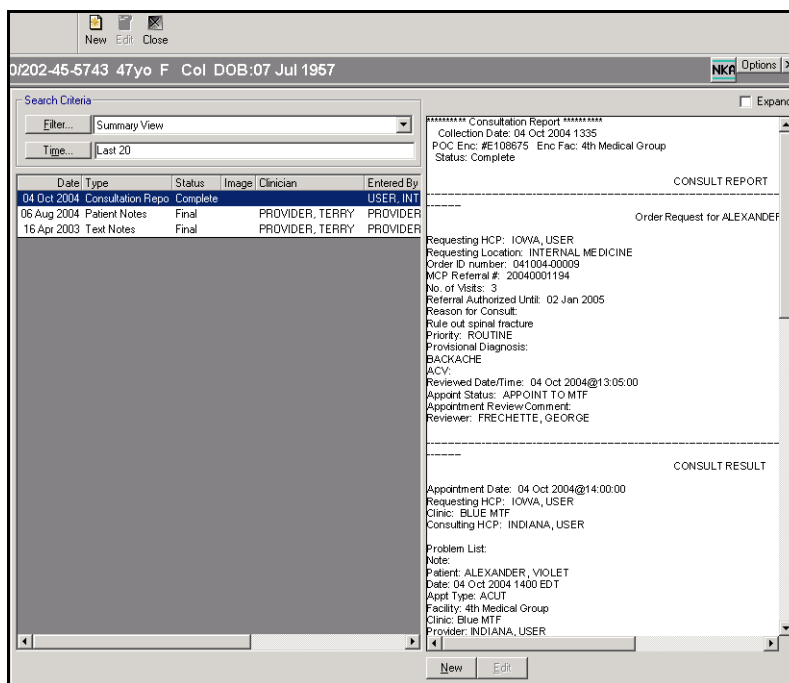 New Edit Close
0/202-45-5743 47yo F Col DOB:07 Jul 1957
NKA Options X
Search Criteria
Filter... Summary View
Time... Last 20
Expand
Date Type Status Image Clinician Entered By
04 Oct 2004 Consultation Repo Complete USER, INT
06 Aug 2004 Patient Notes Final PROVIDER, TERRY PROVIDER
16 Apr 2003 Text Notes Final PROVIDER, TERRY PROVIDER
********* Consultation Report **********
Collection Date: 04 Oct 2004 1335
POC Enc: #E108675 Enc Fac: 4th Medical Group
Status: Complete
CONSULT REPORT
Order Request for ALEXANDER
Requesting HCP: IOWA, USER
Requesting Location: INTERNAL MEDICINE
Order ID number: 041004-00009
MCP Referral #: 20040001194
No. of Visits: 3
Referral Authorized Until: 02 Jan 2005
Reason for Consult:
Rule out spinal fracture
Priority: ROUTINE
Provisional Diagnosis:
BACKACHE
ACV:
Reviewed Date/Time: 04 Oct 2004@13:05:00
Appoint Status: APPOINT TO MTF
Appointment Review Comment:
Reviewer: FRECHETTE, GEORGE
CONSULT RESULT
Appointment Date: 04 Oct 2004@14:00:00
Requesting HCP: IOWA, USER
Clinic: BLUE MTF
Consulting HCP: INDIANA, USER
Problem List:
Note:
Patient: ALEXANDER, VIOLET
Date: 04 Oct 2004 1400 EDT
Appt Type: ACUT
Facility: 4th Medical Group
Clinic: Blue MTF
Provider: INDIANA, USER
New Edit